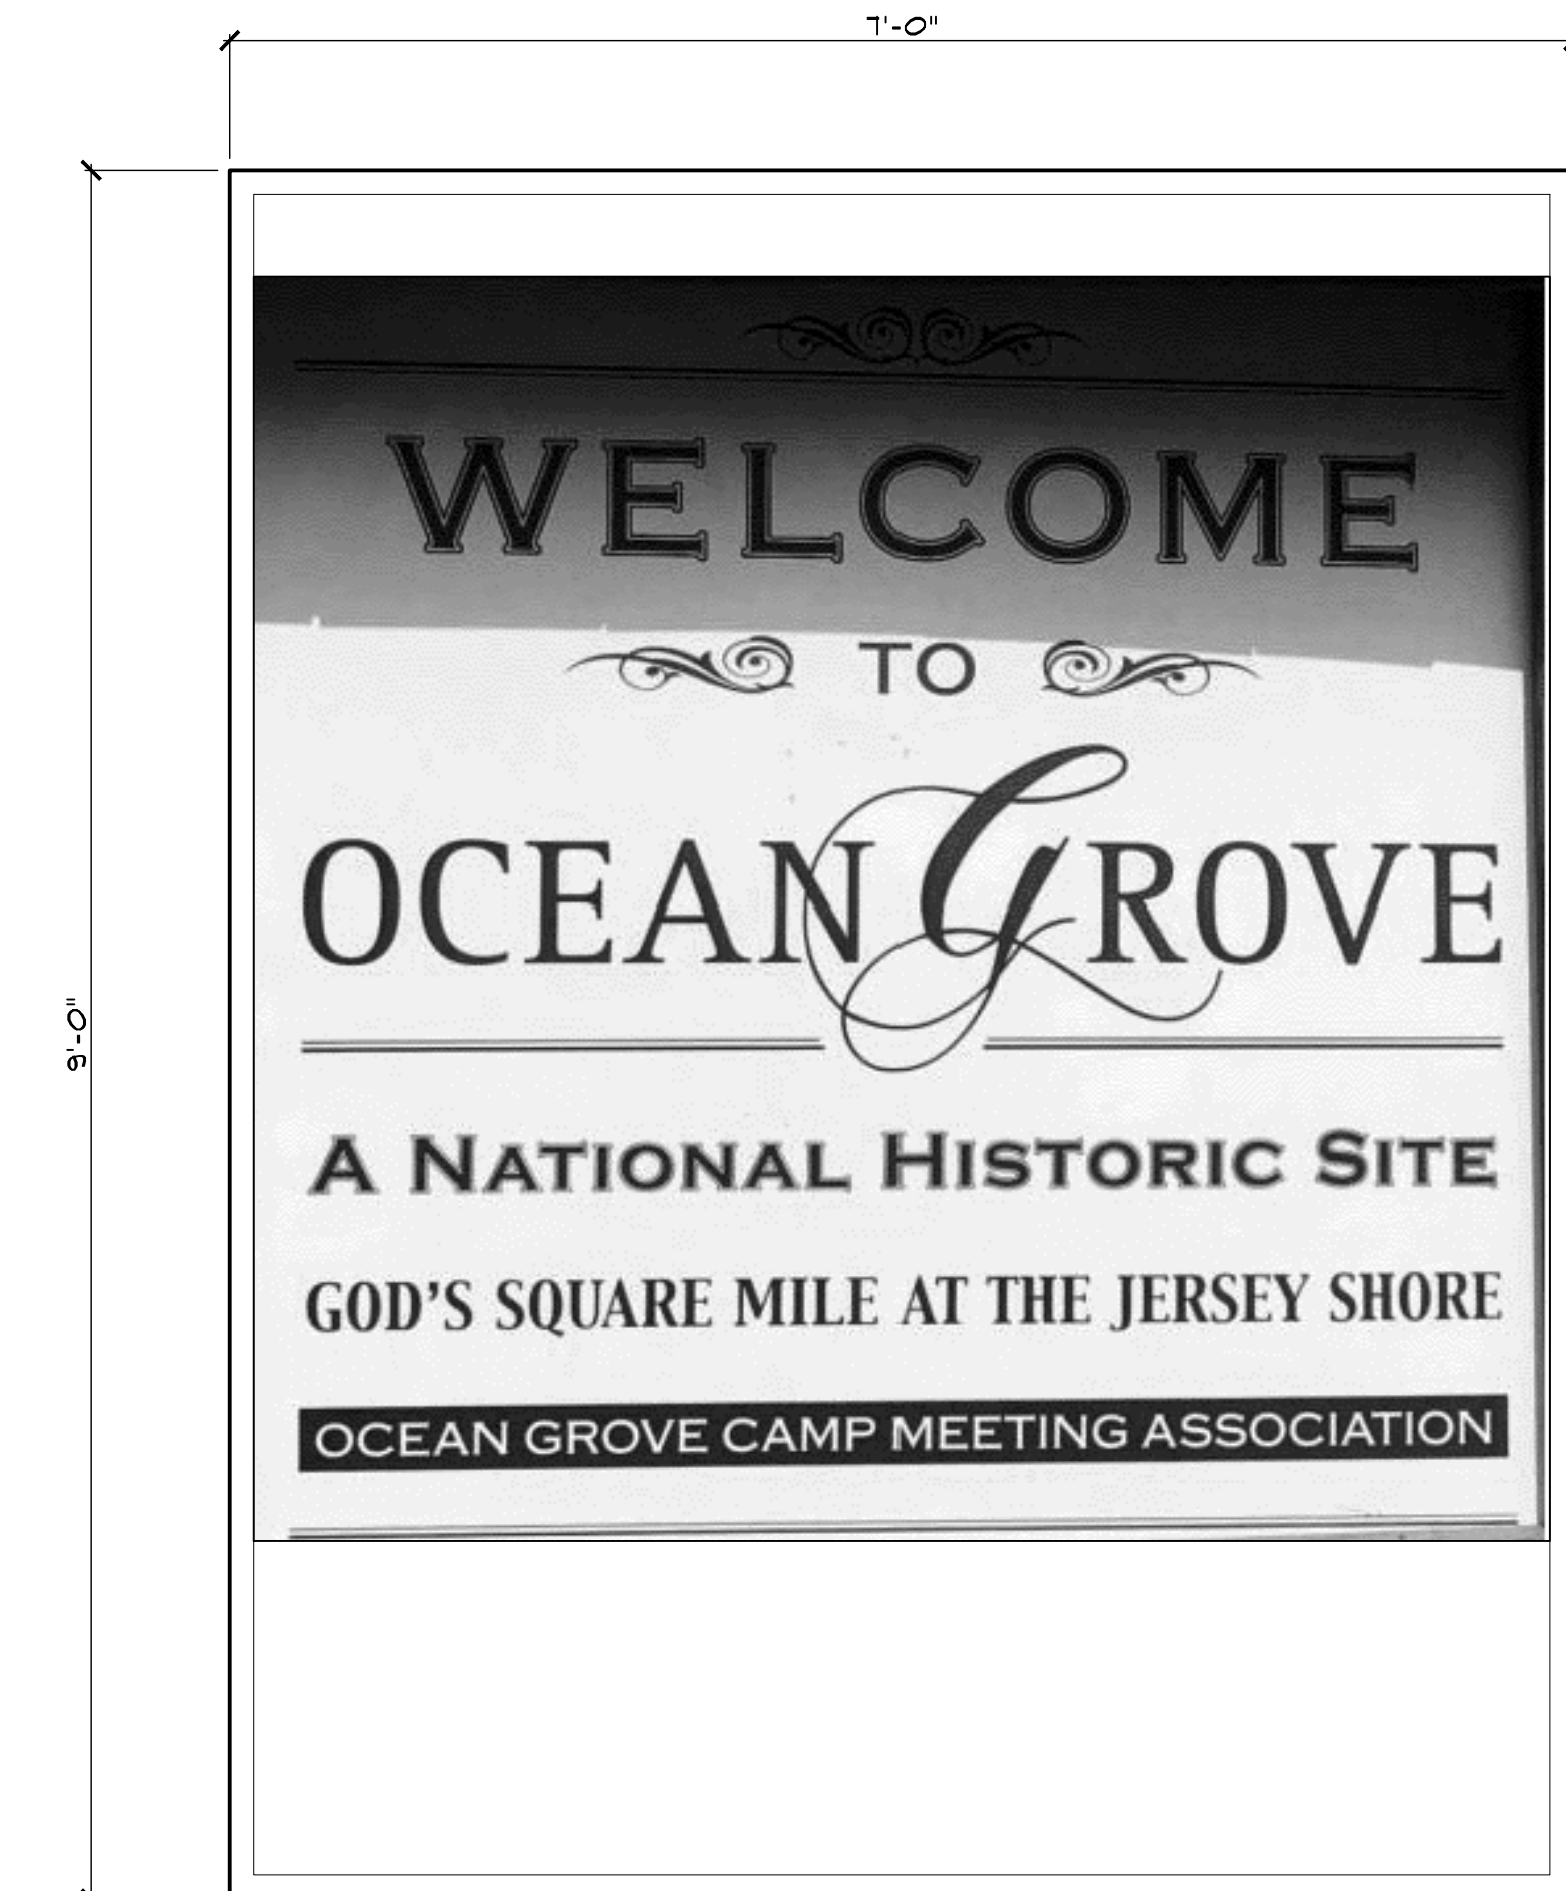 7'-0"
9'-0"
WELCOME
TO
OCEAN GROVE
A NATIONAL HISTORIC SITE
GOD'S SQUARE MILE AT THE JERSEY SHORE
OCEAN GROVE CAMP MEETING ASSOCIATION